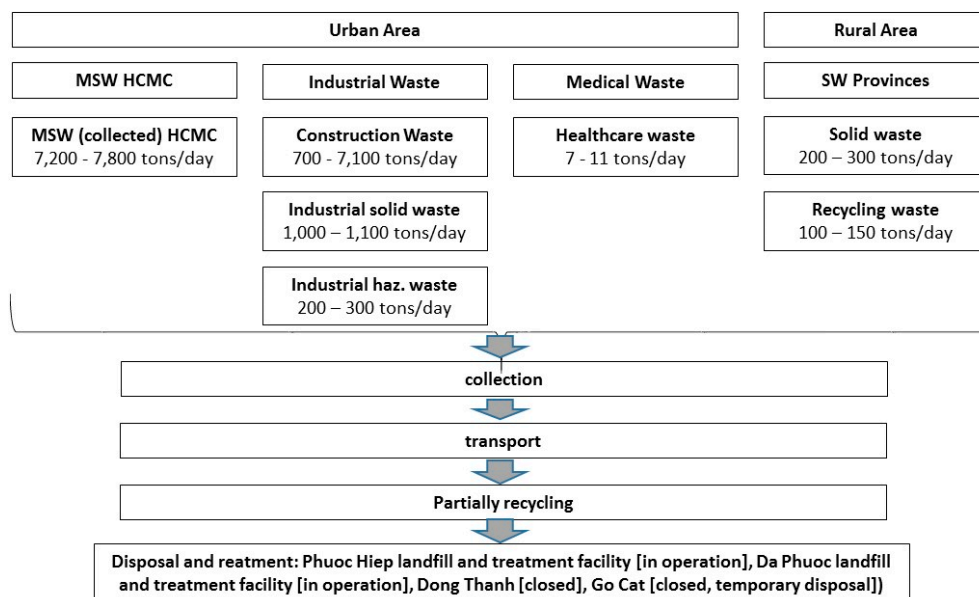 Urban Area
Rural Area
MSW HCMC
Industrial Waste
Medical Waste
SW Provinces
MSW (collected) HCMC
7,200 - 7,800 tons/day
Construction Waste
700 - 7,100 tons/day
Healthcare waste
7 - 11 tons/day
Solid waste
200 – 300 tons/day
Industrial solid waste
1,000 – 1,100 tons/day
Recycling waste
100 – 150 tons/day
Industrial haz. waste
200 – 300 tons/day
collection
transport
Partially recycling
Disposal and reatment: Phuoc Hiep landfill and treatment facility [in operation], Da Phuoc landfill
and treatment facility [in operation], Dong Thanh [closed], Go Cat [closed, temporary disposal])